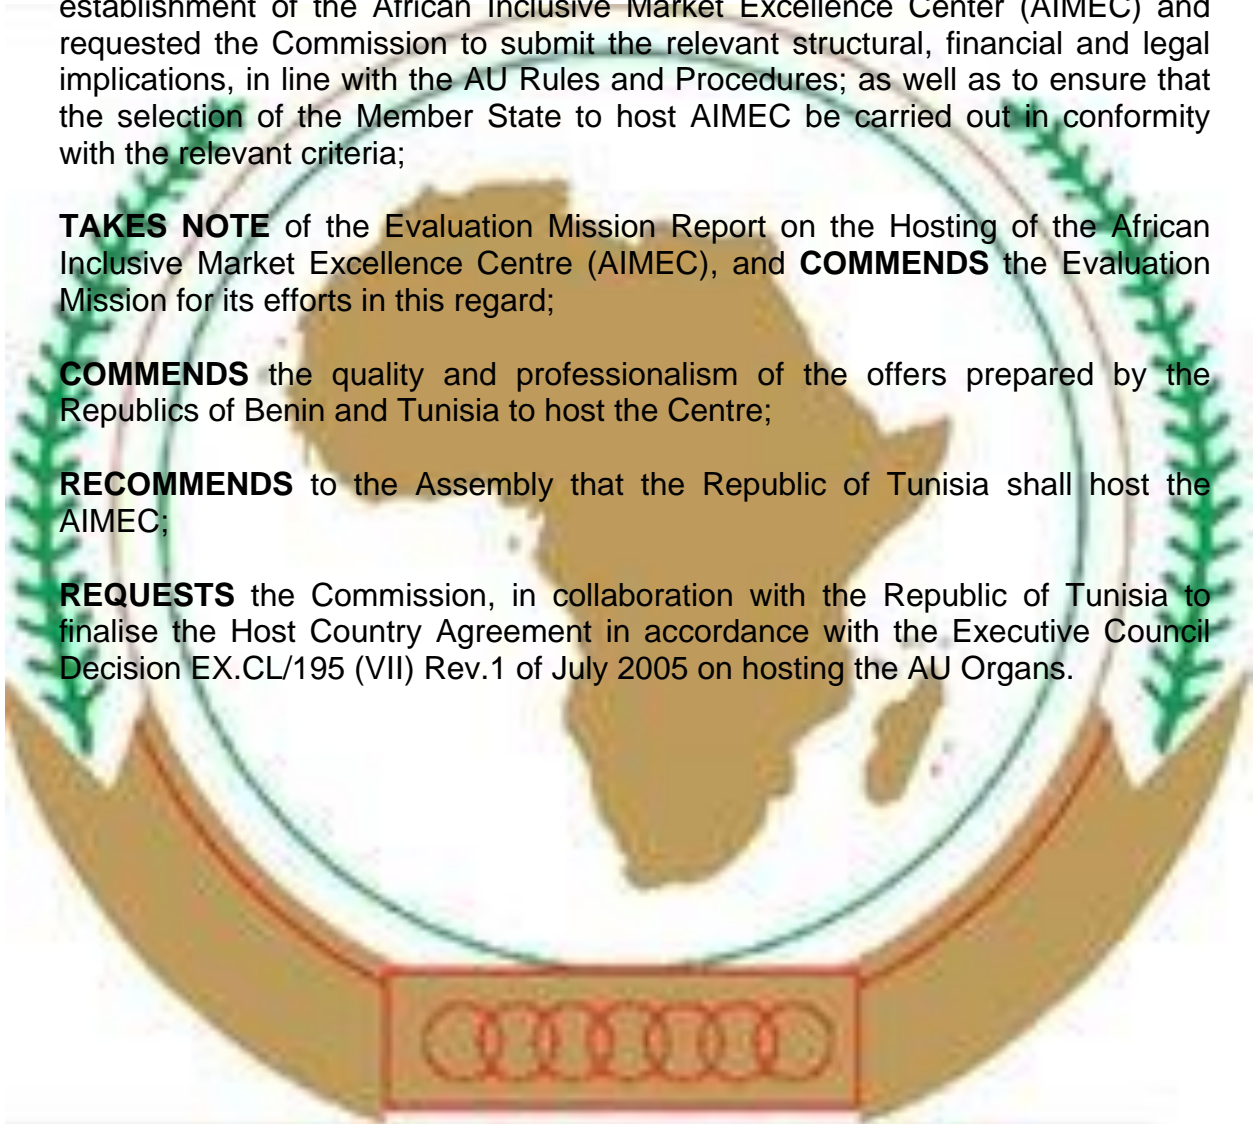 establishment of the African Inclusive Market Excellence Center (AIMEC) and
requested the Commission to submit the relevant structural, financial and legal
implications, in line with the AU Rules and Procedures; as well as to ensure that
the selection of the Member State to host AIMEC be carried out in conformity
with the relevant criteria;
TAKES NOTE of the Evaluation Mission Report on the Hosting of the African
Inclusive Market Excellence Centre (AIMEC), and COMMENDS the Evaluation
Mission for its efforts in this regard;
COMMENDS the quality and professionalism of the offers prepared by the
Republics of Benin and Tunisia to host the Centre;
RECOMMENDS to the Assembly that the Republic of Tunisia shall host the
AIMEC;
REQUESTS the Commission, in collaboration with the Republic of Tunisia to
finalise the Host Country Agreement in accordance with the Executive Council
Decision EX.CL/195 (VII) Rev.1 of July 2005 on hosting the AU Organs.